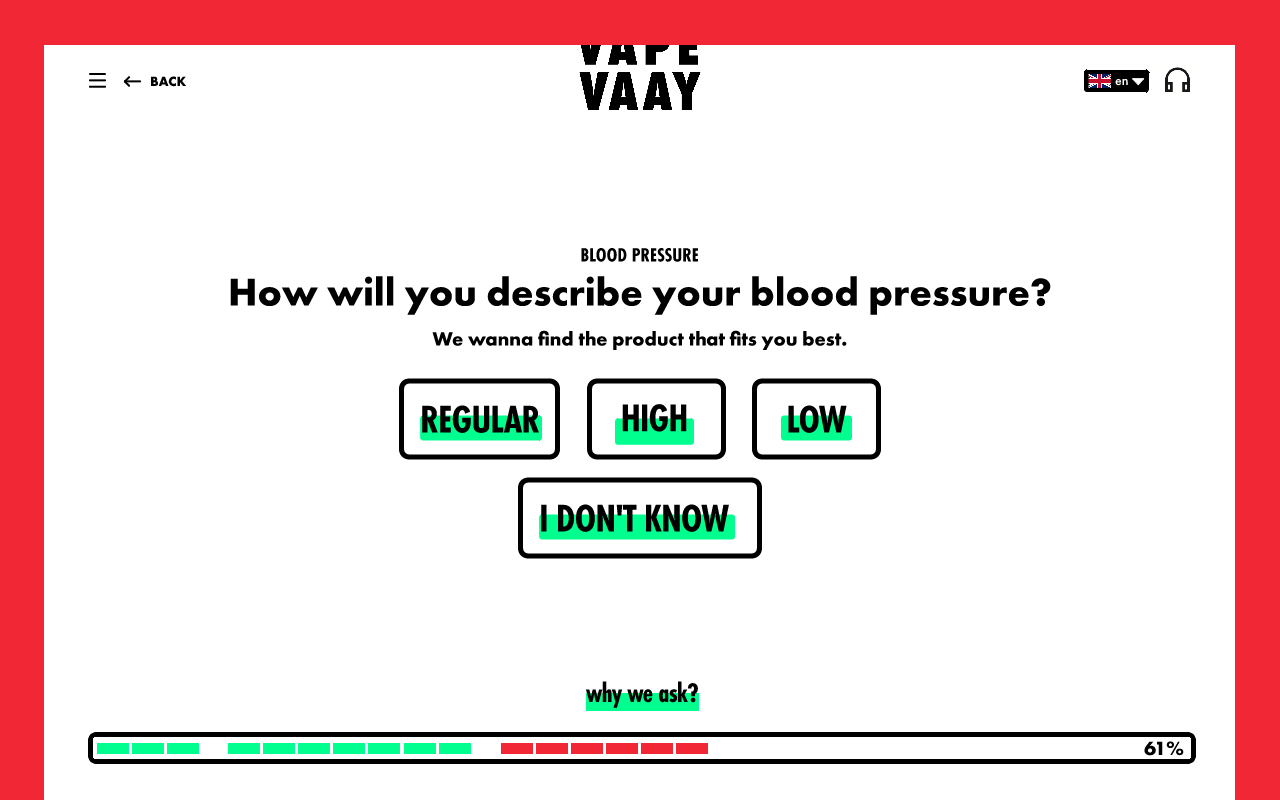 VAPE
VAAY
BACK
en
BLOOD PRESSURE
How will you describe your blood pressure?
We wanna find the product that fits you best.
REGULAR
HIGH
LOW
I DON'T KNOW
why we ask?
61%